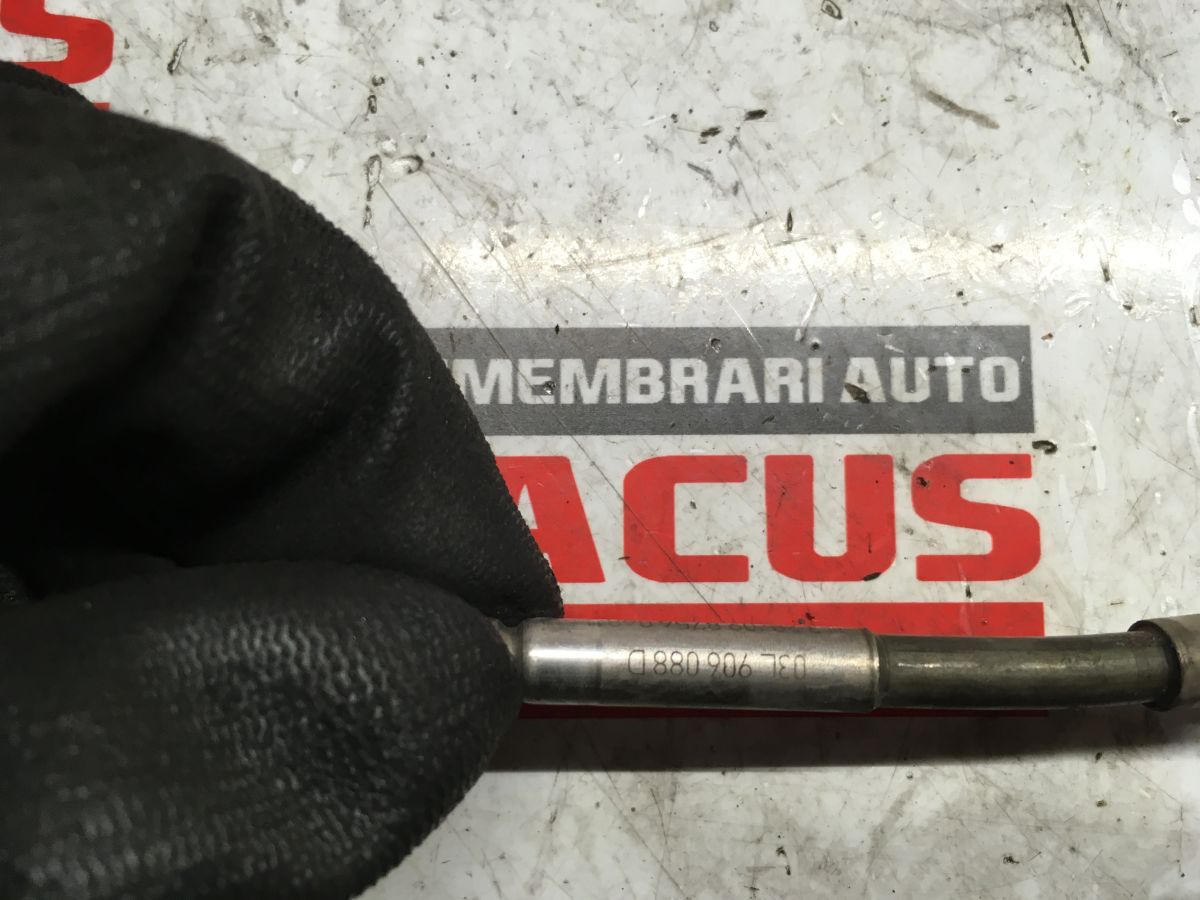 S
MEMBRARI AUTO
ACUS
03L 906 088 D